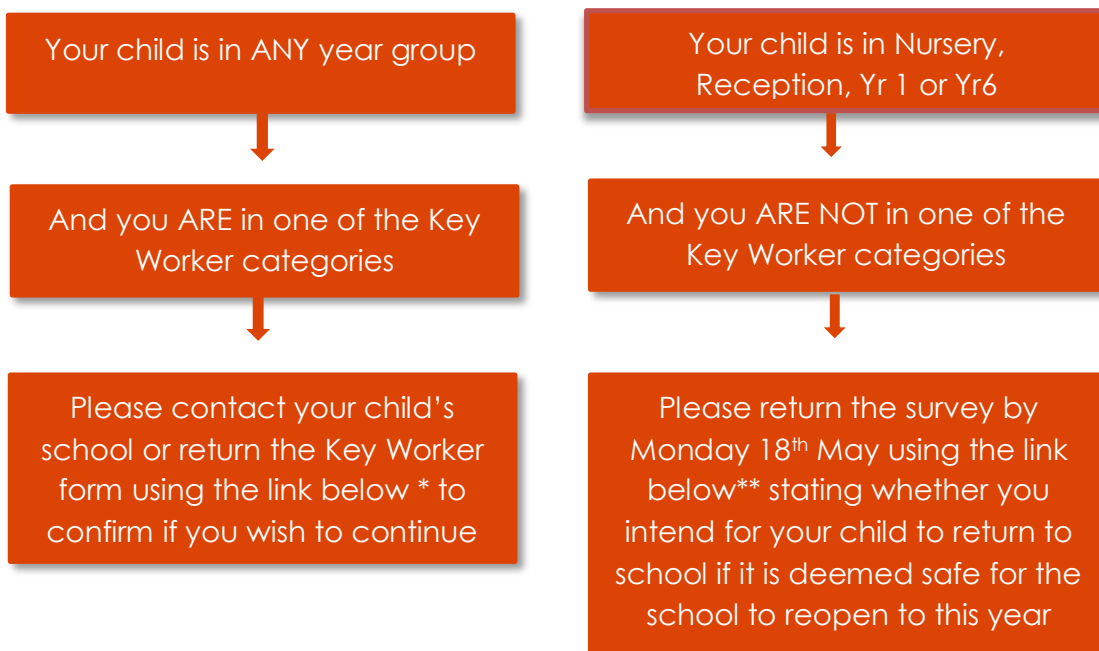 Your child is in ANY year group
And you ARE in one of the Key
Worker categories
Please contact your child’s
school or return the Key Worker
form using the link below * to
confirm if you wish to continue
Your child is in Nursery,
Reception, Yr 1 or Yr6
And you ARE NOT in one of the
Key Worker categories
Please return the survey by
Monday 18th May using the link
below** stating whether you
intend for your child to return to
school if it is deemed safe for the
school to reopen to this year